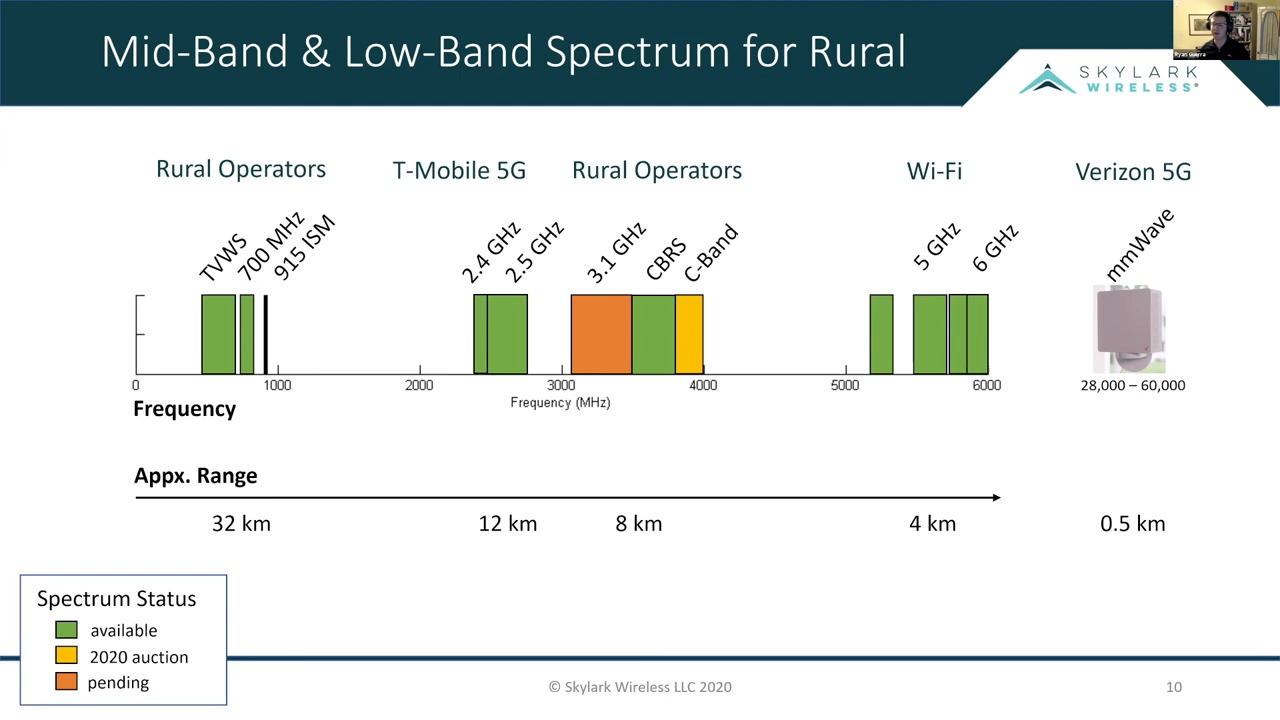 Mid-Band & Low-Band Spectrum for Rural
Ryan Guerra
SKYLARK
WIRELESS®
Rural Operators
T-Mobile 5G
Rural Operators
Wi-Fi
Verizon 5G
TVWS
700 MHz
915 ISM
2.4 GHz
2.5 GHz
3.1 GHz
CBRS
C-Band
5 GHz
6 GHz
mmWave
0 1000 2000 3000 4000 5000 6000
28,000 – 60,000
Frequency (MHz)
Frequency
Appx. Range
32 km 12 km 8 km 4 km 0.5 km
Spectrum Status
available
2020 auction
pending
© Skylark Wireless LLC 2020
10